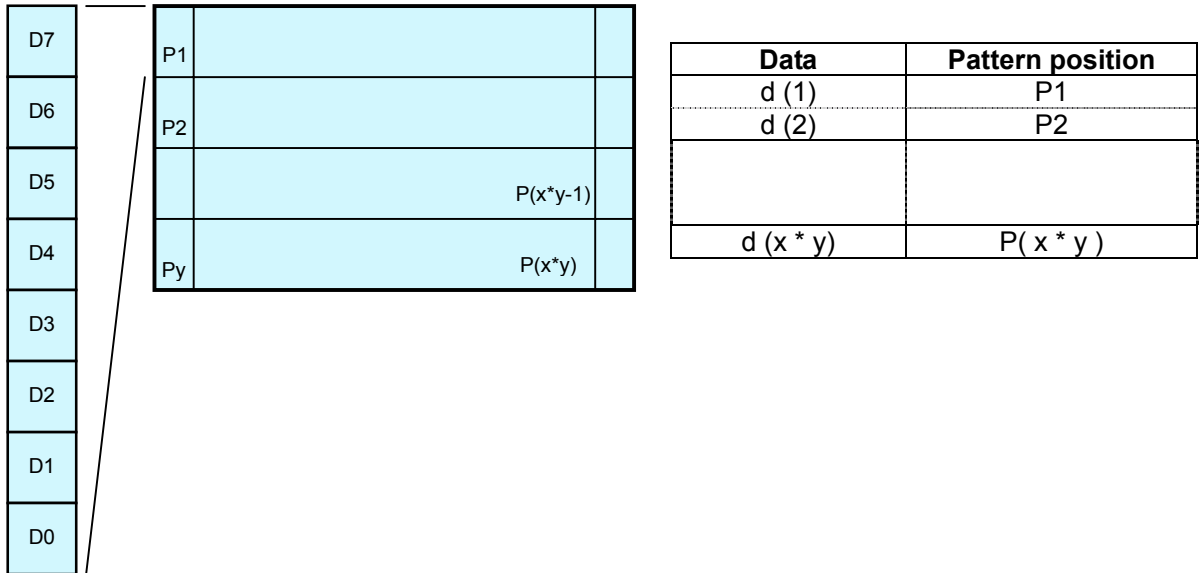 D7
D6
D5
D4
D3
D2
D1
D0
P1
P2
P(x*y-1)
Py P(x*y)
Data Pattern position
d (1) P1
d (2) P2
d (x * y) P( x * y )